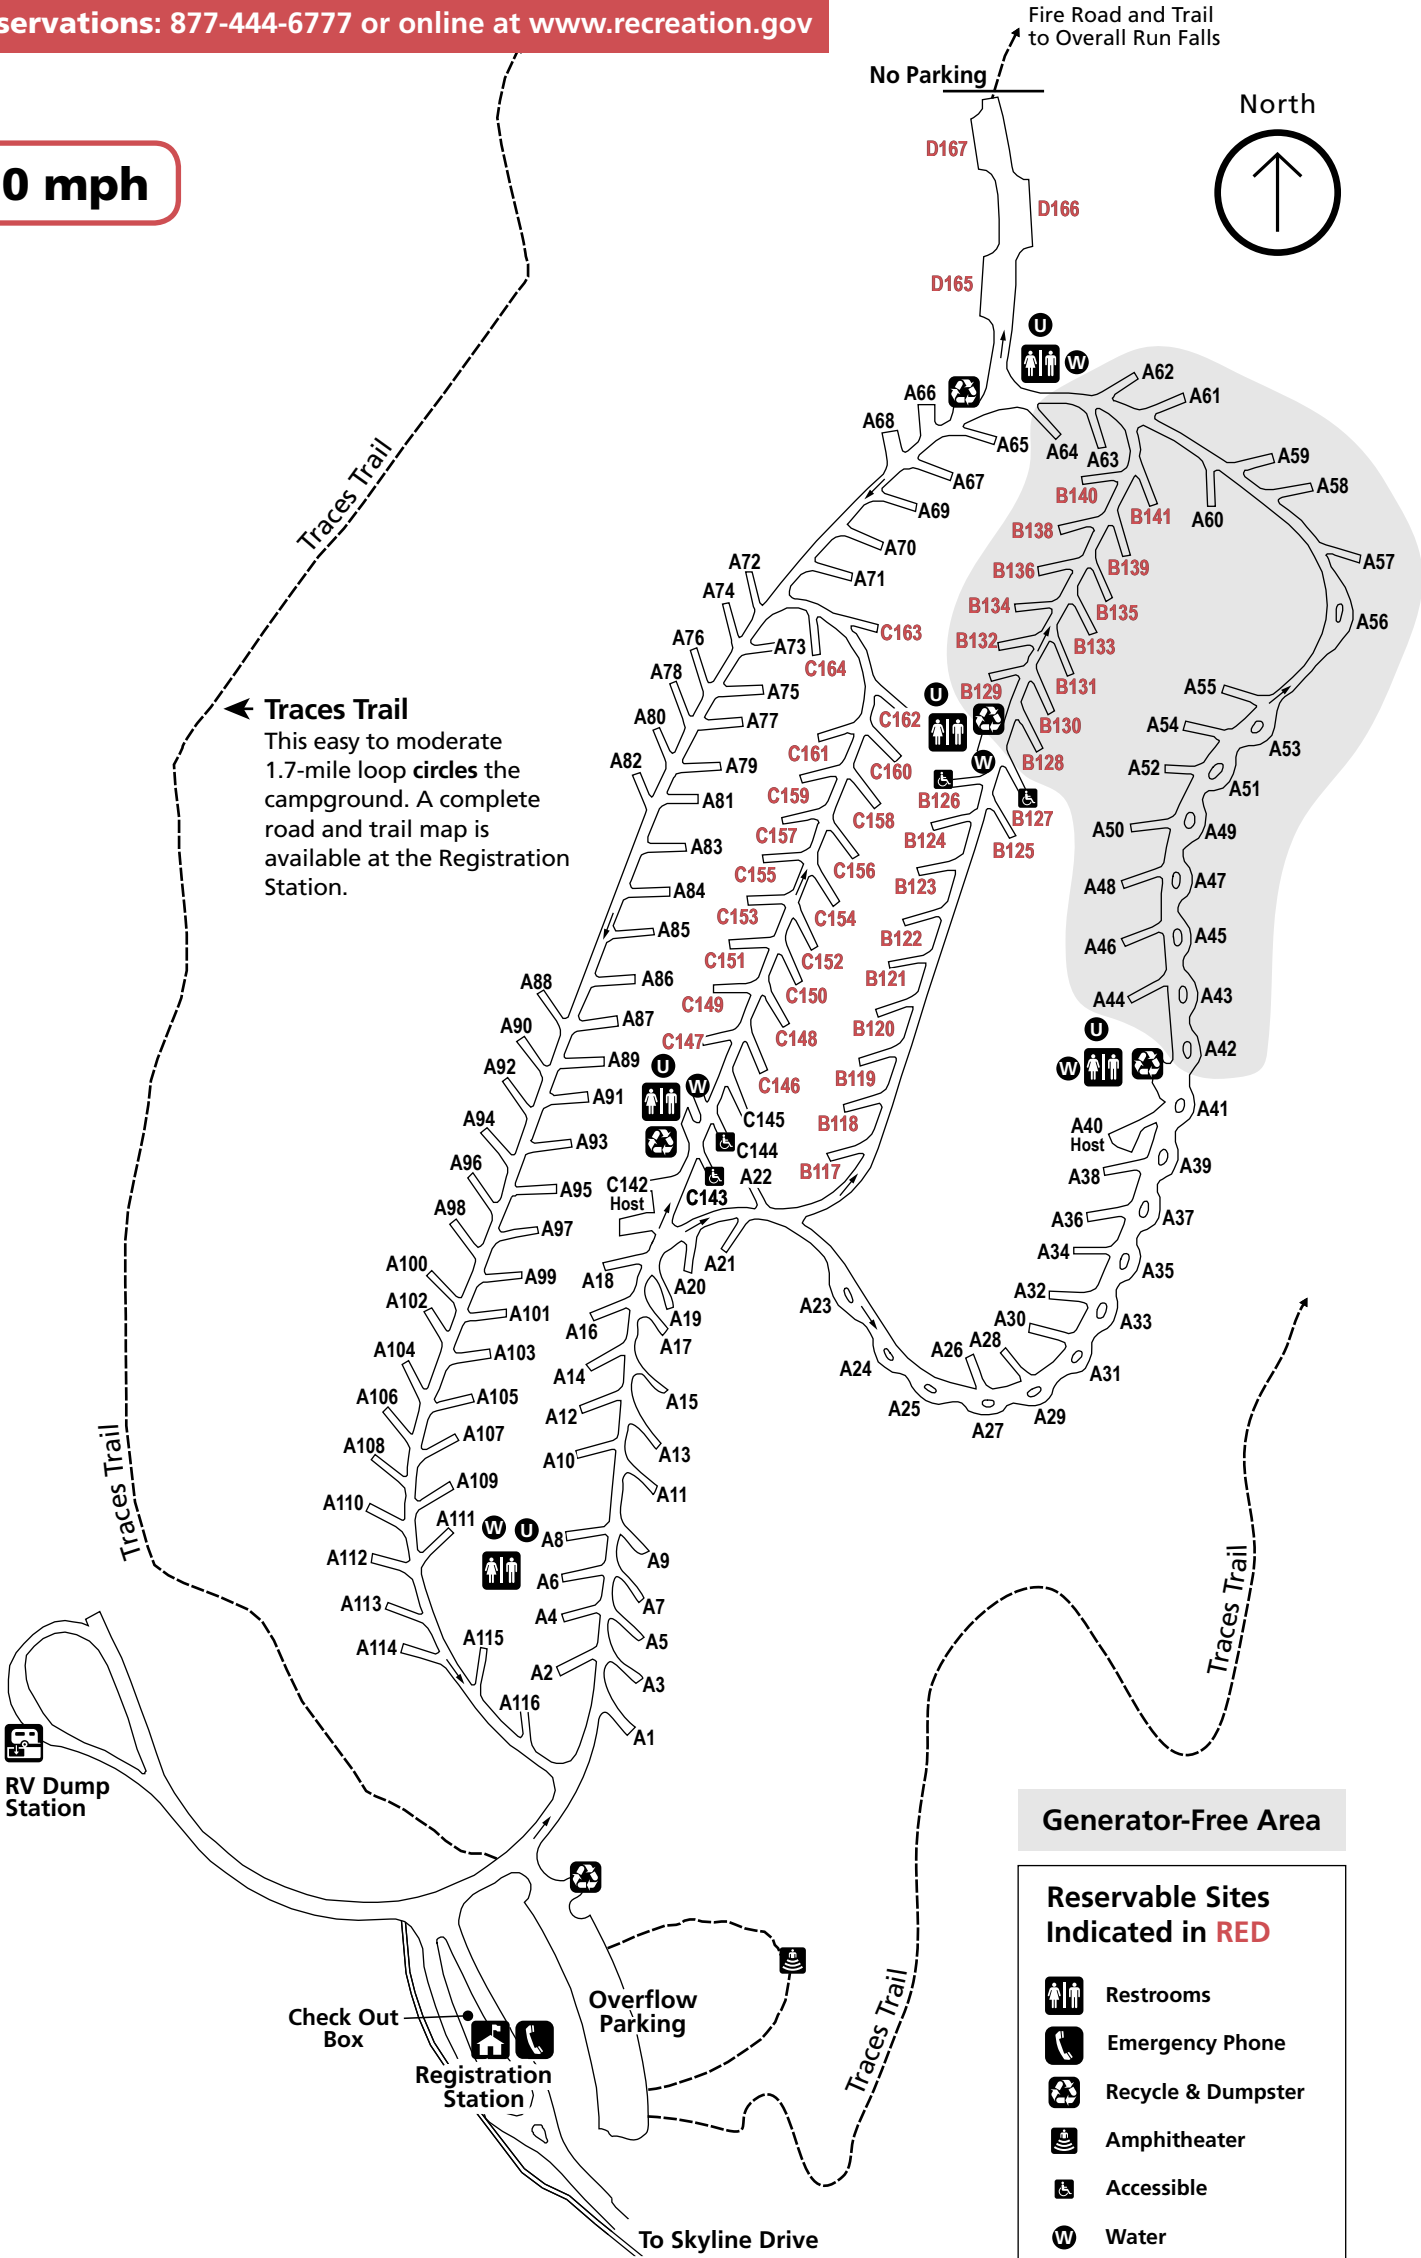 servations: 877-444-6777 or online at www.recreation.gov
Fire Road and Trail
to Overall Run Falls
No Parking
North
0 mph
D167
D166
D165
U
W
A62
A61
A66
A68
A65
A64
A63
A59
A67
A58
B140
A69
B141
A60
B138
A70
A57
A72
B136
B139
A71
A74
B134
B135
A56
C163
A76
A73
B132
B133
C164
A78
A55
B131
A75
U
B129
A80
A77
C162
B130
A54
A53
C161
A82
A79
C160
W
B128
A52
A51
C159
B126
A81
C158
B127
A50
A49
C157
B124
A83
B125
C156
C155
B123
A48
A47
A84
C153
C154
A85
B122
A46
A45
C151
C152
A86
B121
A88
C150
A44
A43
C149
A87
B120
A90
C148
U
C147
A42
A89
U
A92
W
B119
C146
W
A91
A94
C145
B118
A41
A40
Host
A93
C144
A96
B117
A39
A38
A95
C142
Host
C143
A22
A98
A97
A36
A37
A100
A99
A18
A21
A34
A35
A20
A102
A101
A32
A23
A16
A19
A30
A33
A104
A103
A17
A28
A26
A14
A24
A31
A106
A105
A15
A12
A25
A29
A27
A108
A107
A10
A13
A109
A11
A110
A111
W
U
A8
A112
A9
A6
A113
A7
A4
A114
A115
A5
A2
A3
A116
A1
Traces Trail
Traces Trail
This easy to moderate
1.7-mile loop circles the
campground. A complete
road and trail map is
available at the Registration
Station.
Traces Trail
Traces Trail
Traces Trail
RV Dump
Station
Check Out
Box
Registration
Station
Overflow
Parking
To Skyline Drive
Generator-Free Area
Reservable Sites
Indicated in RED
Restrooms
Emergency Phone
Recycle & Dumpster
Amphitheater
Accessible
W Water